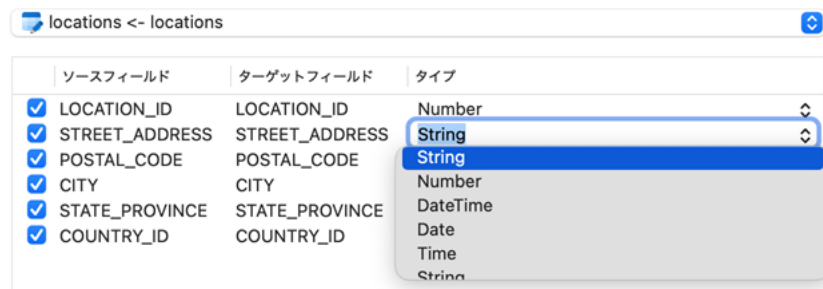 locations <- locations
ソースフィールド ターゲットフィールド タイプ
LOCATION_ID LOCATION_ID Number
STREET_ADDRESS STREET_ADDRESS String
POSTAL_CODE POSTAL_CODE String
CITY CITY Number
STATE_PROVINCE STATE_PROVINCE DateTime
COUNTRY_ID COUNTRY_ID Date
Time
String